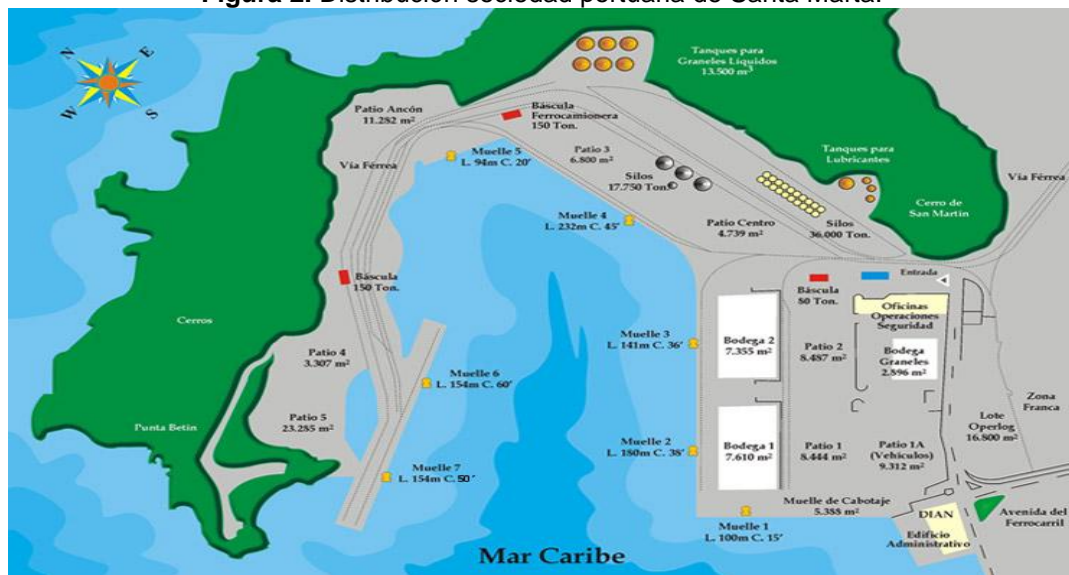 Figura 2. Distribución sociedad portuaria de Santa Marta.
N
E
W
S
Tanques para
Graneles Líquidos
13.500 m³
Patio Ancón
11.282 m²
Báscula
Ferrocamionera
150 Ton.
Vía Férrea
Muelle 5
L. 94m C. 20'
Patio 3
6.800 m²
Silos
17.750 Ton.
Tanques para
Lubricantes
Vía Férrea
Cerro de
San Martín
Muelle 4
L. 232m C. 45'
Patio Centro
4.739 m²
Silos
36.000 Ton.
Báscula
150 Ton.
Báscula
80 Ton.
Entrada
Oficinas
Operaciones
Seguridad
Cerros
Muelle 3
L. 141m C. 36'
Bodega 2
7.355 m²
Patio 2
8.487 m²
Bodega
Graneles
2.896 m²
Patio 4
3.307 m²
Muelle 6
L. 154m C. 60'
Zona
Franca
Lote
Operlog
16.800 m²
Punta Betín
Patio 5
23.285 m²
Muelle 2
L. 180m C. 38'
Bodega 1
7.610 m²
Patio 1
8.444 m²
Patio 1A
(Vehículos)
9.312 m²
Muelle 7
L. 154m C. 50'
Muelle de Cabotaje
5.388 m²
Muelle 1
L. 100m C. 15'
DIAN
Edificio
Administrativo
Avenida del
Ferrocarril
Mar Caribe